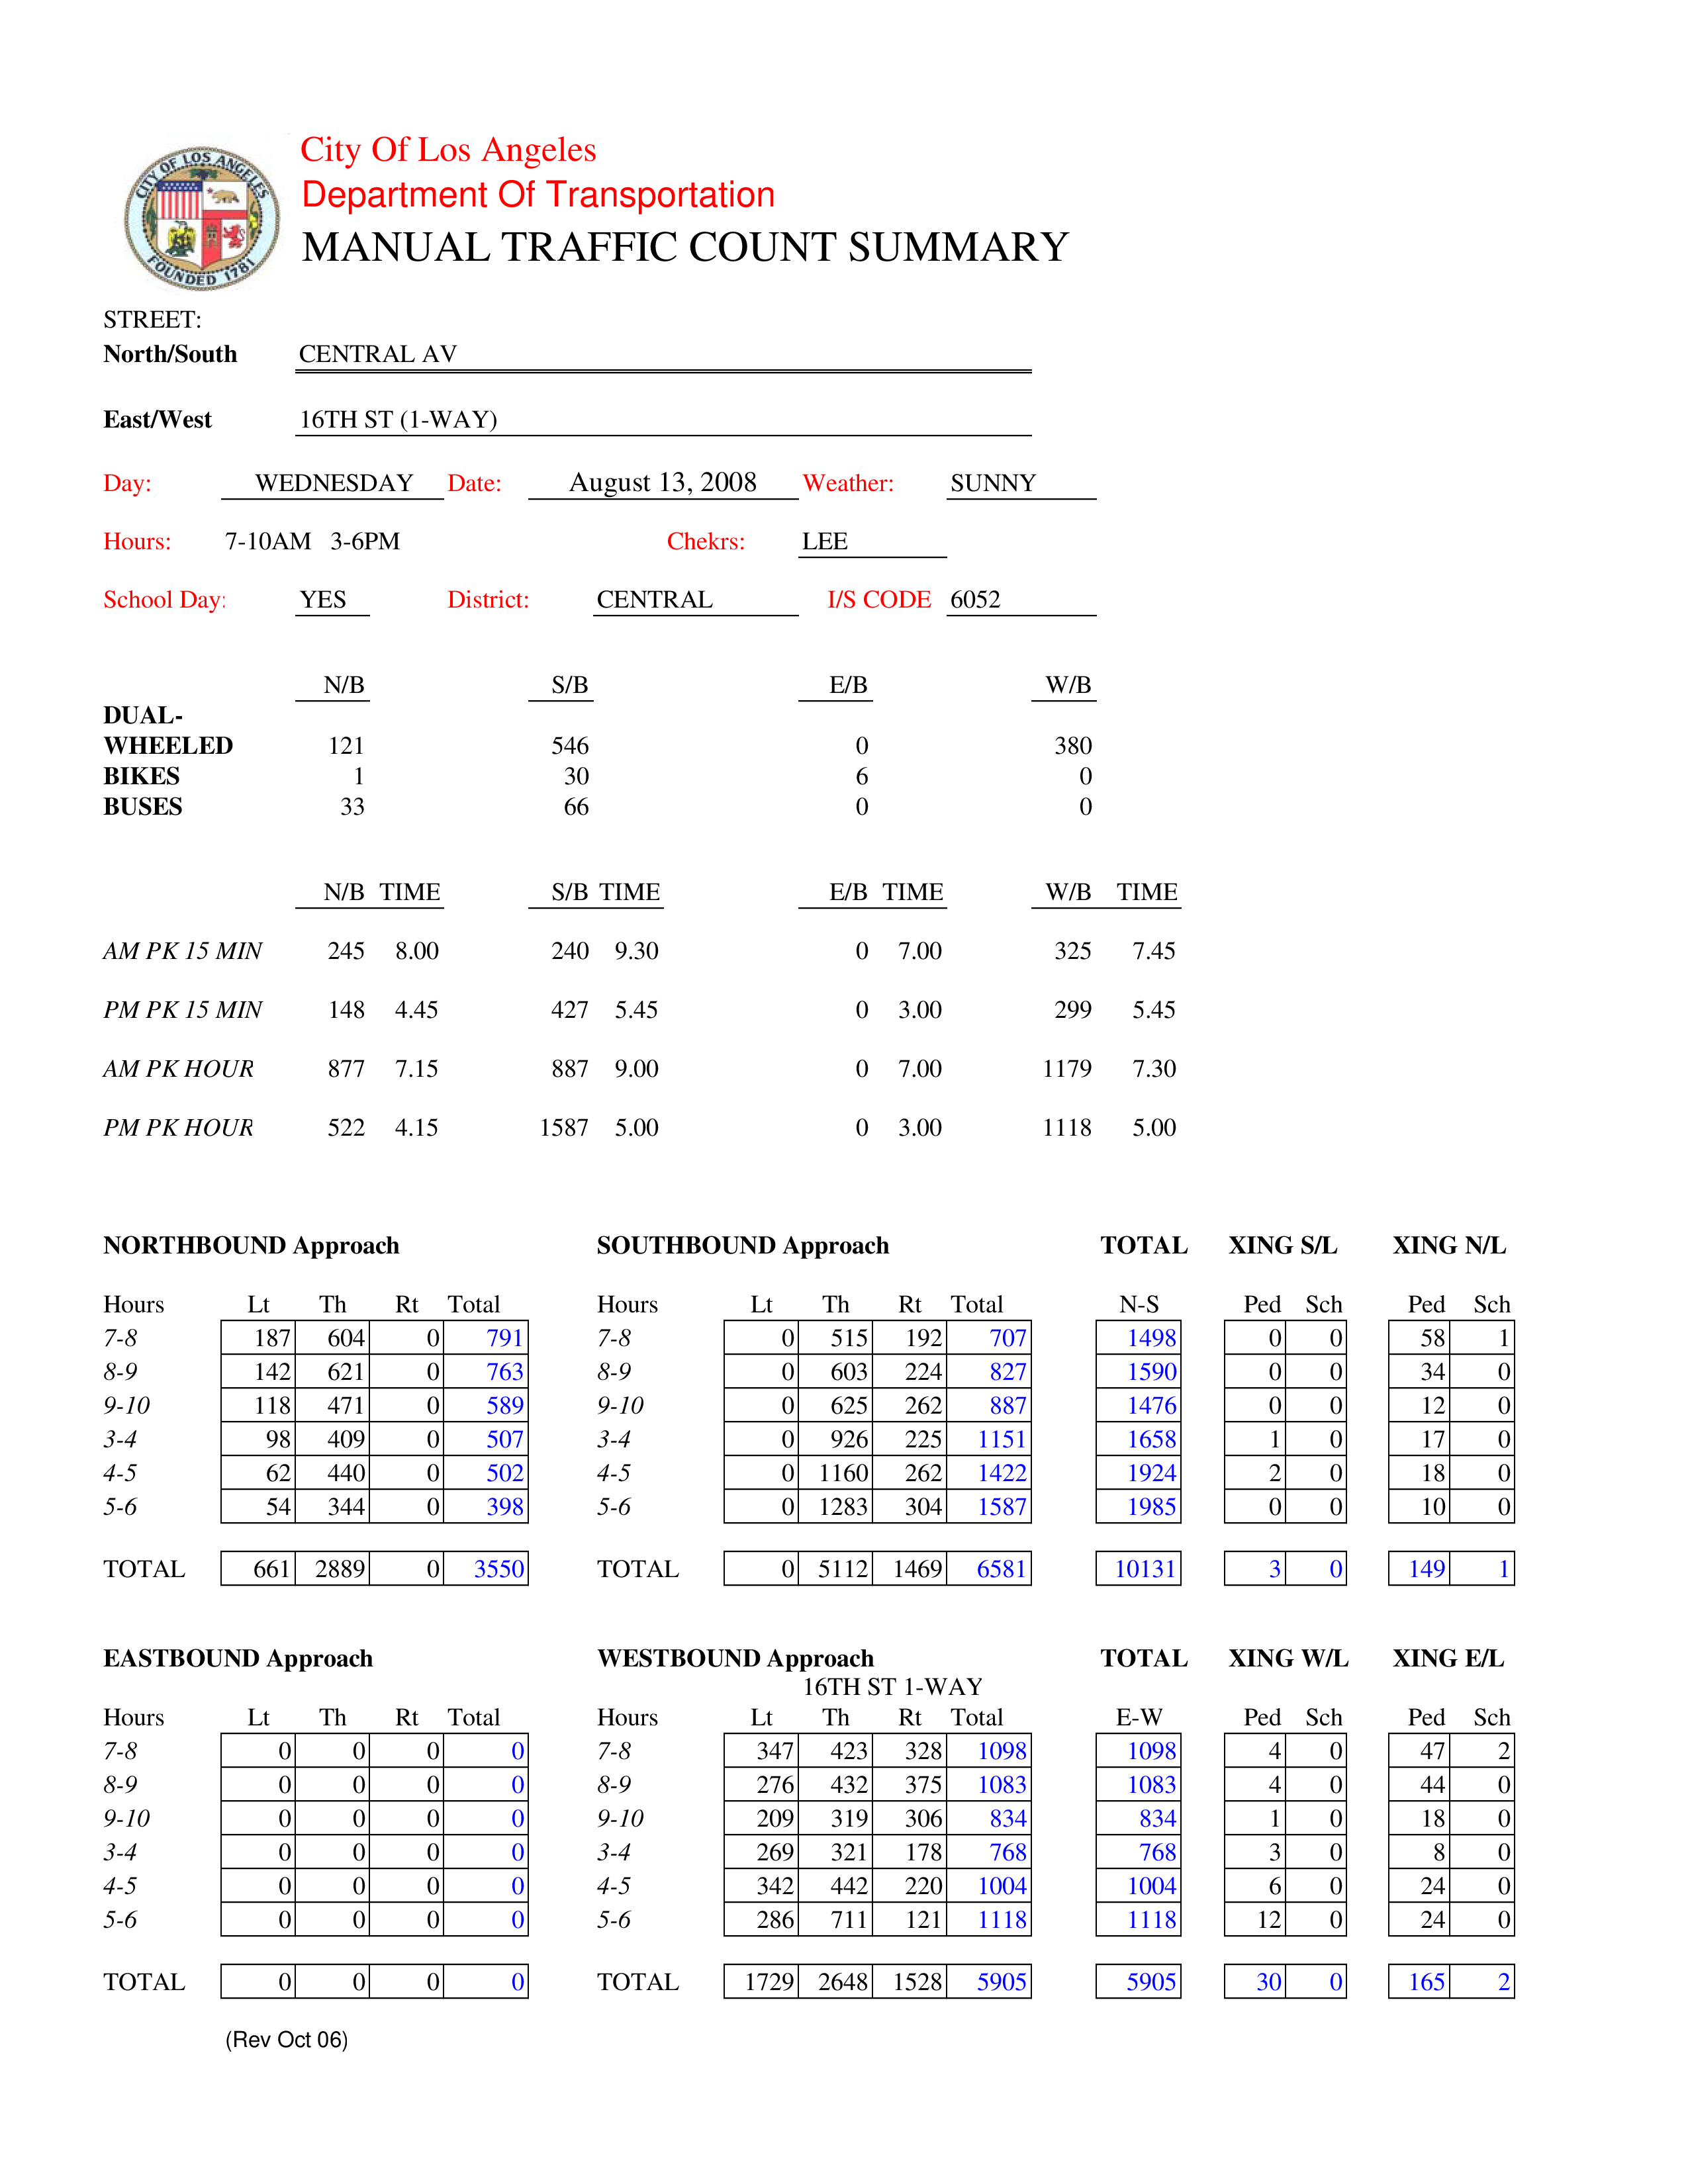 CITY OF LOS ANGELES
FOUNDED 1781
City Of Los Angeles
Department Of Transportation
MANUAL TRAFFIC COUNT SUMMARY
STREET:
North/South CENTRAL AV
East/West 16TH ST (1-WAY)
Day: WEDNESDAY Date: August 13, 2008 Weather: SUNNY
Hours: 7-10AM 3-6PM Chekrs: LEE
School Day: YES District: CENTRAL I/S CODE 6052
N/B S/B E/B W/B
DUAL-
WHEELED 121 546 0 380
BIKES 1 30 6 0
BUSES 33 66 0 0
N/B TIME S/B TIME E/B TIME W/B TIME
AM PK 15 MIN 245 8.00 240 9.30 0 7.00 325 7.45
PM PK 15 MIN 148 4.45 427 5.45 0 3.00 299 5.45
AM PK HOUR 877 7.15 887 9.00 0 7.00 1179 7.30
PM PK HOUR 522 4.15 1587 5.00 0 3.00 1118 5.00
NORTHBOUND Approach SOUTHBOUND Approach TOTAL XING S/L XING N/L
Hours Lt Th Rt Total Hours Lt Th Rt Total N-S Ped Sch Ped Sch
7-8 187 604 0 791 7-8 0 515 192 707 1498 0 0 58 1
8-9 142 621 0 763 8-9 0 603 224 827 1590 0 0 34 0
9-10 118 471 0 589 9-10 0 625 262 887 1476 0 0 12 0
3-4 98 409 0 507 3-4 0 926 225 1151 1658 1 0 17 0
4-5 62 440 0 502 4-5 0 1160 262 1422 1924 2 0 18 0
5-6 54 344 0 398 5-6 0 1283 304 1587 1985 0 0 10 0
TOTAL 661 2889 0 3550 TOTAL 0 5112 1469 6581 10131 3 0 149 1
EASTBOUND Approach WESTBOUND Approach TOTAL XING W/L XING E/L
16TH ST 1-WAY
Hours Lt Th Rt Total Hours Lt Th Rt Total E-W Ped Sch Ped Sch
7-8 0 0 0 0 7-8 347 423 328 1098 1098 4 0 47 2
8-9 0 0 0 0 8-9 276 432 375 1083 1083 4 0 44 0
9-10 0 0 0 0 9-10 209 319 306 834 834 1 0 18 0
3-4 0 0 0 0 3-4 269 321 178 768 768 3 0 8 0
4-5 0 0 0 0 4-5 342 442 220 1004 1004 6 0 24 0
5-6 0 0 0 0 5-6 286 711 121 1118 1118 12 0 24 0
TOTAL 0 0 0 0 TOTAL 1729 2648 1528 5905 5905 30 0 165 2
(Rev Oct 06)